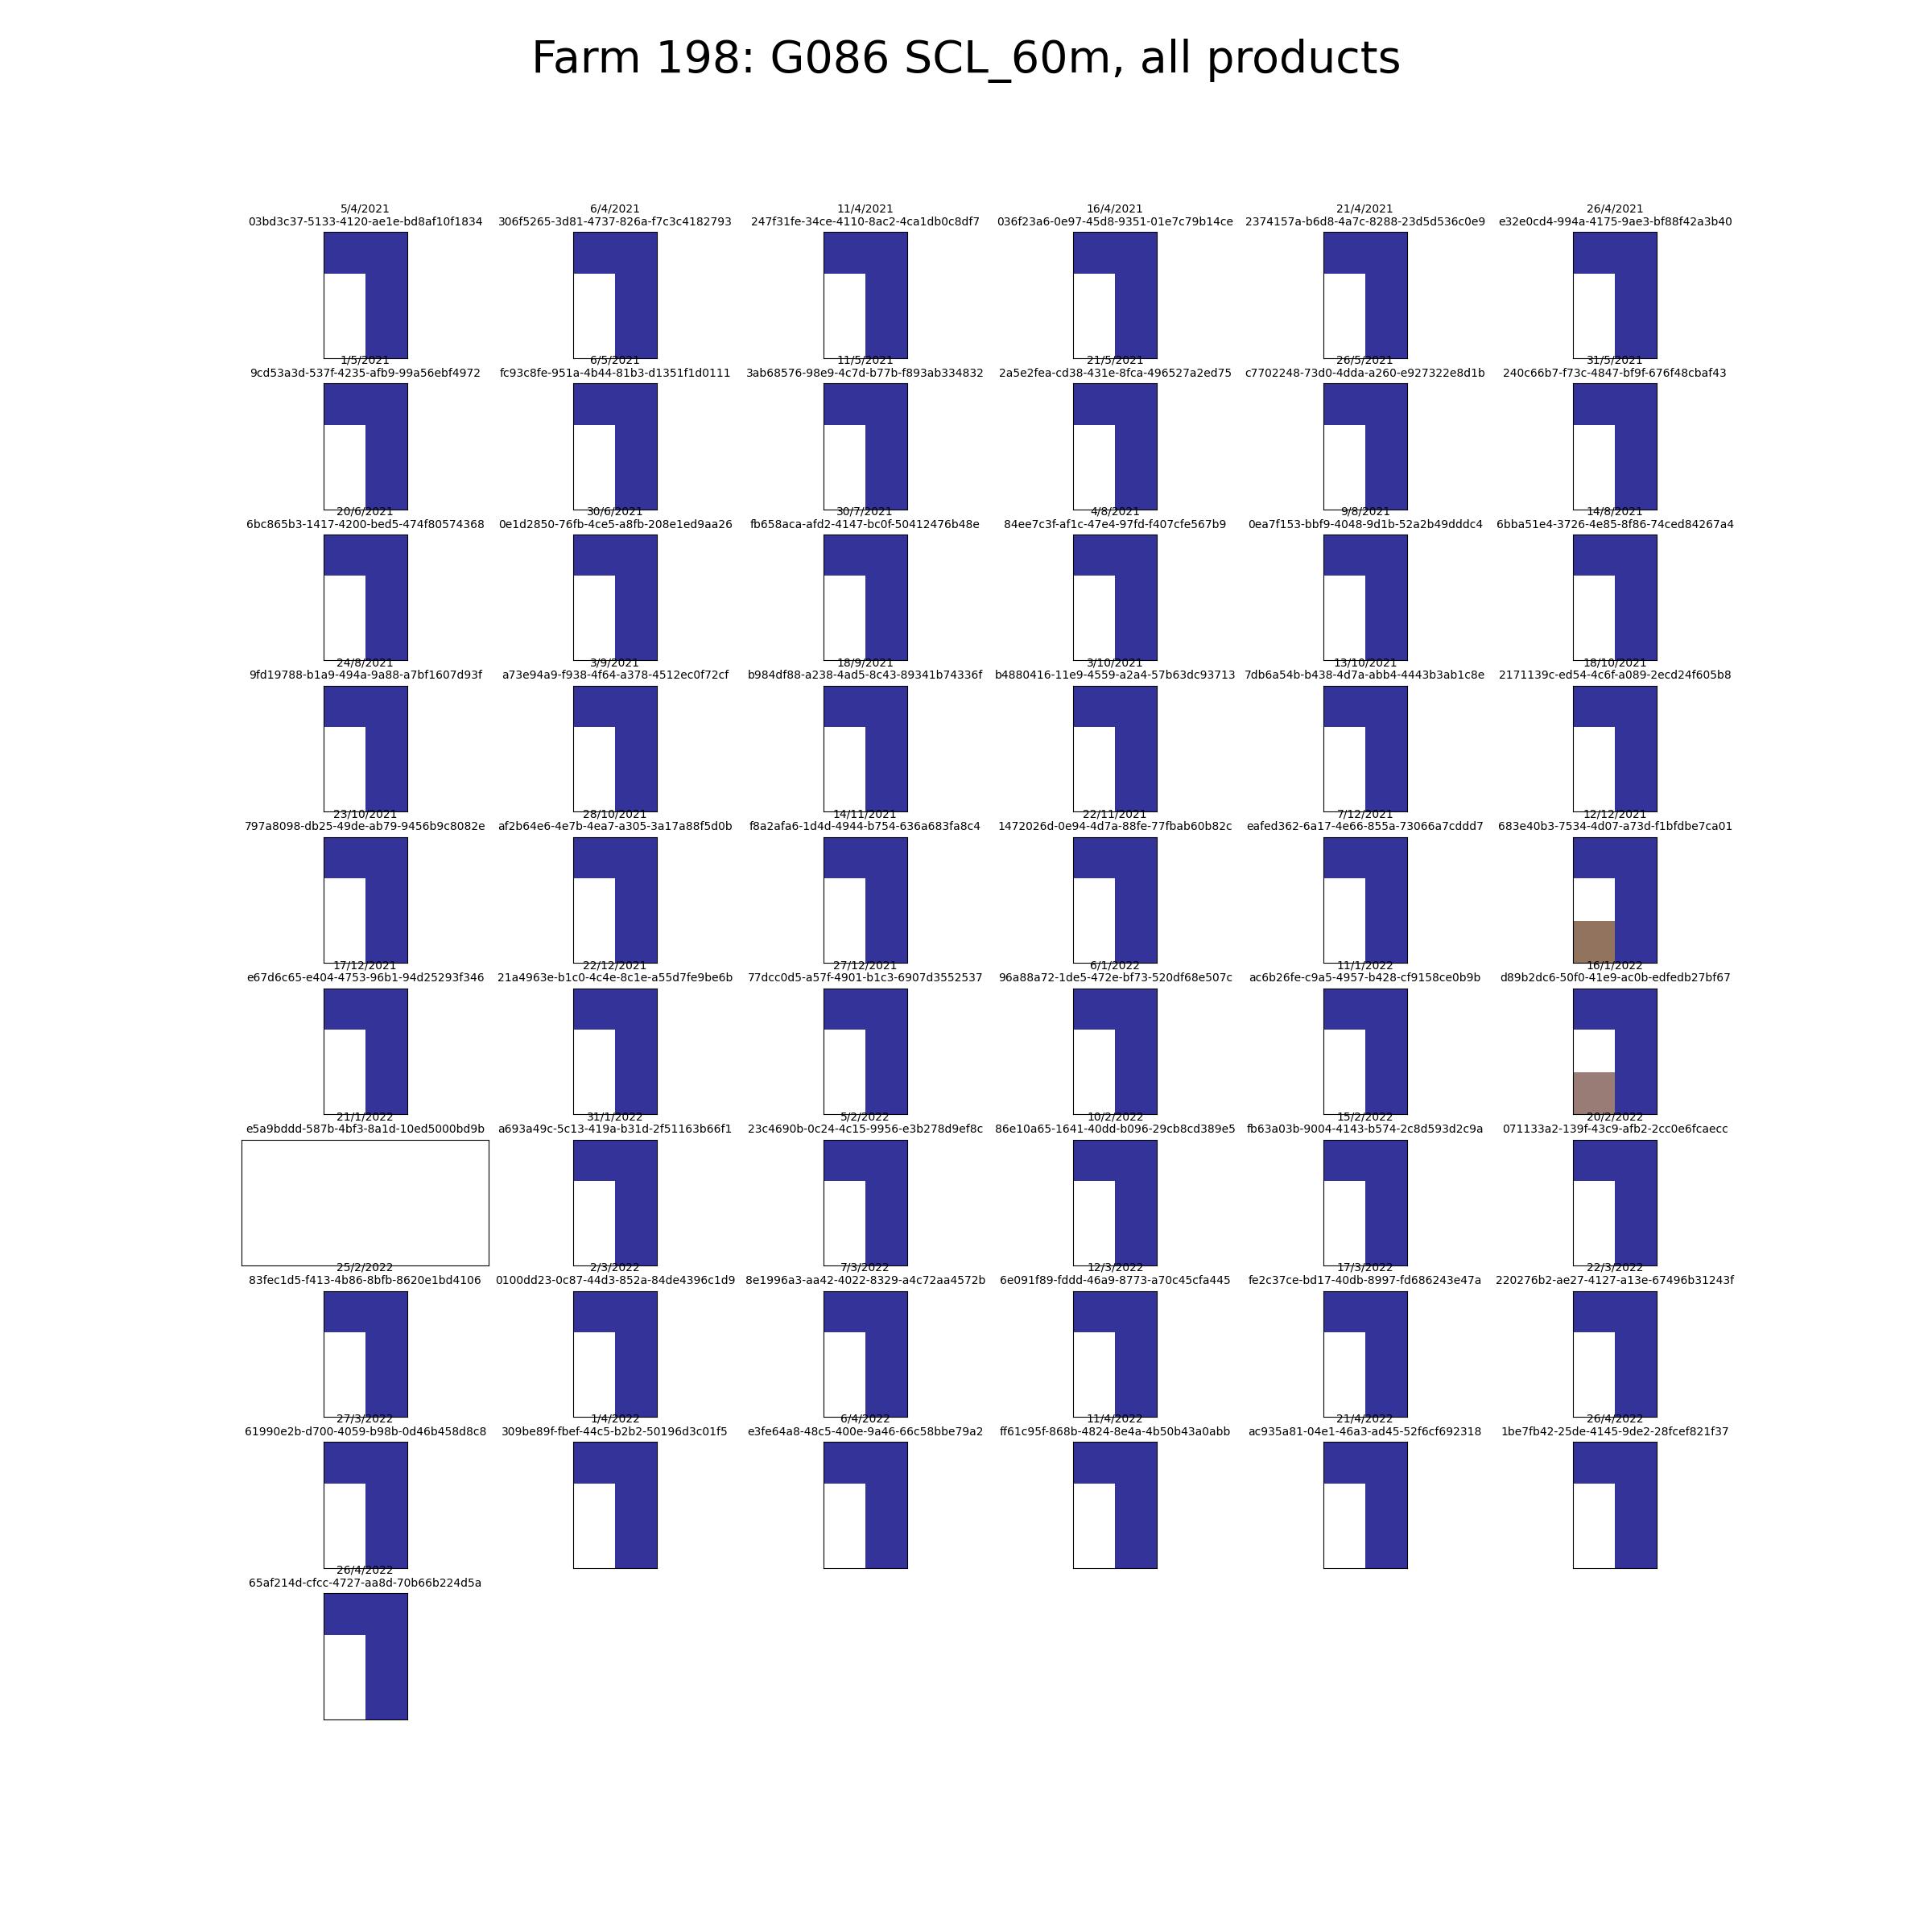 Farm 198: G086 SCL_60m, all products
5/4/2021
03bd3c37-5133-4120-ae1e-bd8af10f1834
6/4/2021
306f5265-3d81-4737-826a-f7c3c4182793
11/4/2021
247f31fe-34ce-4110-8ac2-4ca1db0c8df7
16/4/2021
036f23a6-0e97-45d8-9351-01e7c79b14ce
21/4/2021
2374157a-b6d8-4a7c-8288-23d5d536c0e9
26/4/2021
e32e0cd4-994a-4175-9ae3-bf88f42a3b40
1/5/2021
9cd53a3d-537f-4235-afb9-99a56ebf4972
6/5/2021
fc93c8fe-951a-4b44-81b3-d1351f1d0111
11/5/2021
3ab68576-98e9-4c7d-b77b-f893ab334832
21/5/2021
2a5e2fea-cd38-431e-8fca-496527a2ed75
26/5/2021
c7702248-73d0-4dda-a260-e927322e8d1b
31/5/2021
240c66b7-f73c-4847-bf9f-676f48cbaf43
20/6/2021
6bc865b3-1417-4200-bed5-474f80574368
30/6/2021
0e1d2850-76fb-4ce5-a8fb-208e1ed9aa26
30/7/2021
fb658aca-afd2-4147-bc0f-50412476b48e
4/8/2021
84ee7c3f-af1c-47e4-97fd-f407cfe567b9
9/8/2021
0ea7f153-bbf9-4048-9d1b-52a2b49dddc4
14/8/2021
6bba51e4-3726-4e85-8f86-74ced84267a4
24/8/2021
9fd19788-b1a9-494a-9a88-a7bf1607d93f
3/9/2021
a73e94a9-f938-4f64-a378-4512ec0f72cf
18/9/2021
b984df88-a238-4ad5-8c43-89341b74336f
3/10/2021
b4880416-11e9-4559-a2a4-57b63dc93713
13/10/2021
7db6a54b-b438-4d7a-abb4-4443b3ab1c8e
18/10/2021
2171139c-ed54-4c6f-a089-2ecd24f605b8
23/10/2021
797a8098-db25-49de-ab79-9456b9c8082e
28/10/2021
af2b64e6-4e7b-4ea7-a305-3a17a88f5d0b
14/11/2021
f8a2afa6-1d4d-4944-b754-636a683fa8c4
22/11/2021
1472026d-0e94-4d7a-88fe-77fbab60b82c
7/12/2021
eafed362-6a17-4e66-855a-73066a7cddd7
12/12/2021
683e40b3-7534-4d07-a73d-f1bfdbe7ca01
17/12/2021
e67d6c65-e404-4753-96b1-94d25293f346
22/12/2021
21a4963e-b1c0-4c4e-8c1e-a55d7fe9be6b
27/12/2021
77dcc0d5-a57f-4901-b1c3-6907d3552537
6/1/2022
96a88a72-1de5-472e-bf73-520df68e507c
11/1/2022
ac6b26fe-c9a5-4957-b428-cf9158ce0b9b
16/1/2022
d89b2dc6-50f0-41e9-ac0b-edfedb27bf67
21/1/2022
e5a9bddd-587b-4bf3-8a1d-10ed5000bd9b
31/1/2022
a693a49c-5c13-419a-b31d-2f51163b66f1
5/2/2022
23c4690b-0c24-4c15-9956-e3b278d9ef8c
10/2/2022
86e10a65-1641-40dd-b096-29cb8cd389e5
15/2/2022
fb63a03b-9004-4143-b574-2c8d593d2c9a
20/2/2022
071133a2-139f-43c9-afb2-2cc0e6fcaecc
25/2/2022
83fec1d5-f413-4b86-8bfb-8620e1bd4106
2/3/2022
0100dd23-0c87-44d3-852a-84de4396c1d9
7/3/2022
8e1996a3-aa42-4022-8329-a4c72aa4572b
12/3/2022
6e091f89-fddd-46a9-8773-a70c45cfa445
17/3/2022
fe2c37ce-bd17-40db-8997-fd686243e47a
22/3/2022
220276b2-ae27-4127-a13e-67496b31243f
27/3/2022
61990e2b-d700-4059-b98b-0d46b458d8c8
1/4/2022
309be89f-fbef-44c5-b2b2-50196d3c01f5
6/4/2022
e3fe64a8-48c5-400e-9a46-66c58bbe79a2
11/4/2022
ff61c95f-868b-4824-8e4a-4b50b43a0abb
21/4/2022
ac935a81-04e1-46a3-ad45-52f6cf692318
26/4/2022
1be7fb42-25de-4145-9de2-28fcef821f37
26/4/2022
65af214d-cfcc-4727-aa8d-70b66b224d5a